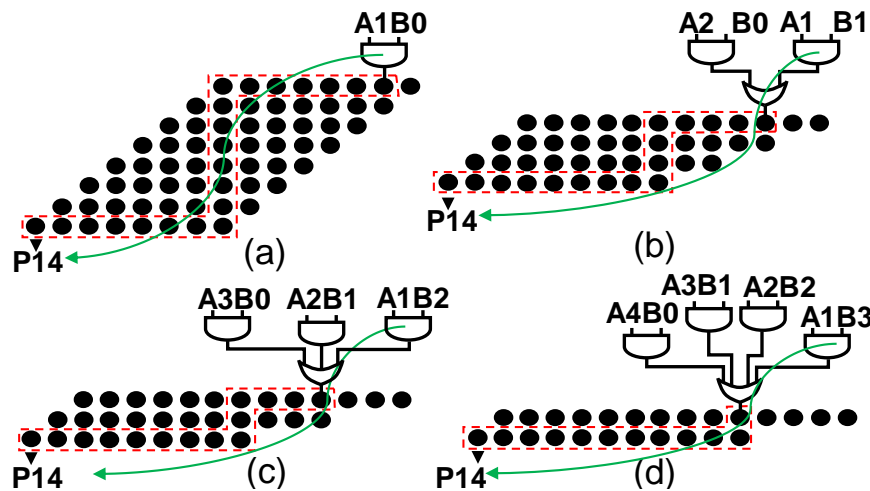 A1B0
P14
(a)
A2 B0 A1 B1
P14
(b)
A3B0 A2B1 A1B2
P14
(c)
A3B1 A2B2
A4B0 A1B3
P14
(d)